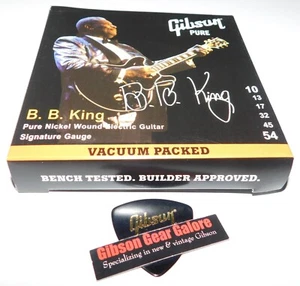 Gibson
PURE
B. B. King
10
13
17
32
45
54
B. B. King
Pure Nickel Wound Electric Guitar
Signature Gauge
VACUUM PACKED
BENCH TESTED. BUILDER APPROVED.
Gibson
Gibson Gear Galore
Specializing in new & vintage Gibson